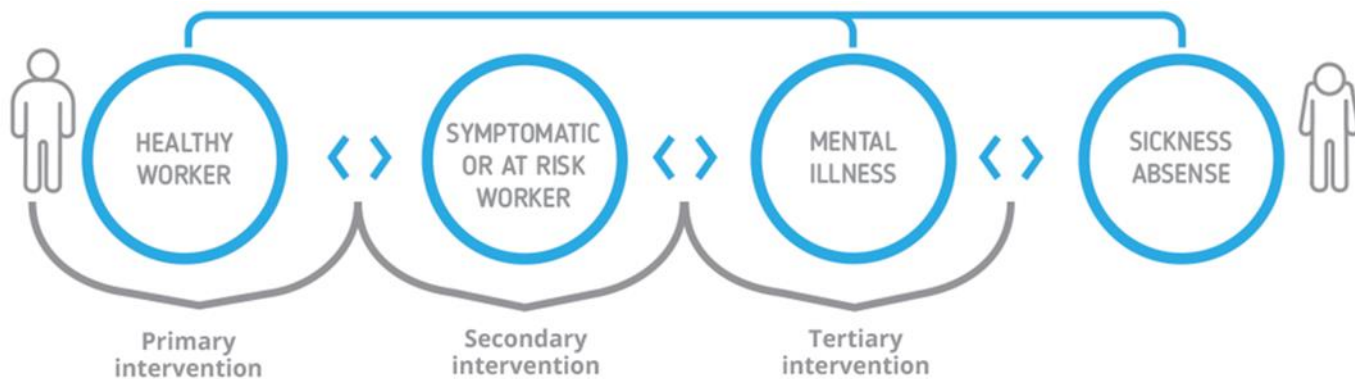 HEALTHY
WORKER
SYMPTOMATIC
OR AT RISK
WORKER
MENTAL
ILLNESS
SICKNESS
ABSENSE
Primary
intervention
Secondary
intervention
Tertiary
intervention